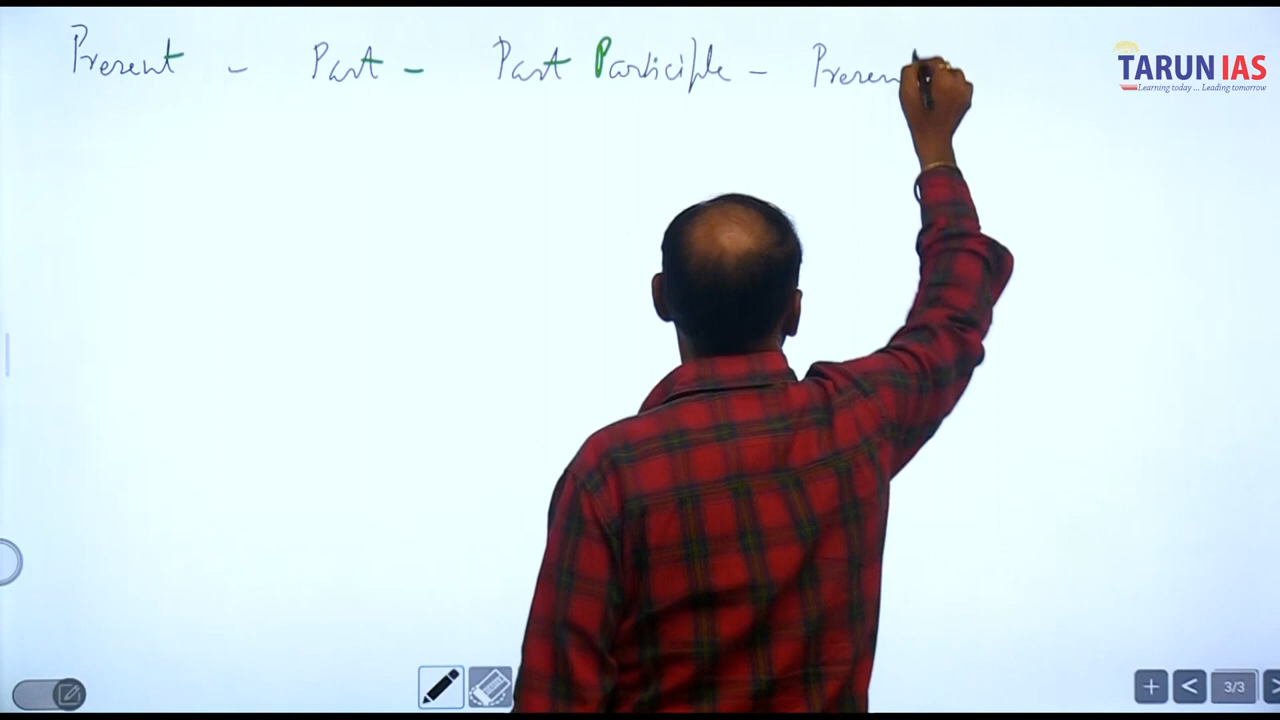 Present - Past - Past Participle - Presen
TARUN IAS
Learning today ... Leading tomorrow
3/3